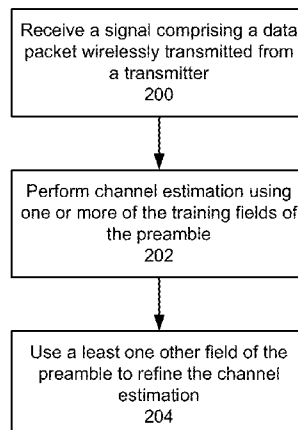 Receive a signal comprising a data
packet wirelessly transmitted from
a transmitter
200
Perform channel estimation using
one or more of the training fields of
the preamble
202
Use a least one other field of the
preamble to refine the channel
estimation
204